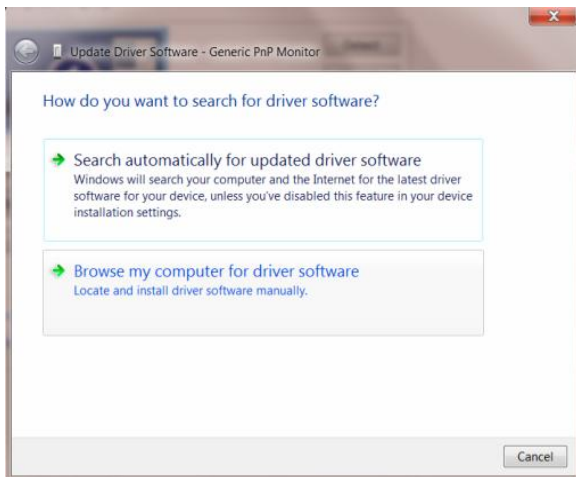 Update Driver Software - Generic PnP Monitor
How do you want to search for driver software?
Search automatically for updated driver software
Windows will search your computer and the Internet for the latest driver
software for your device, unless you've disabled this feature in your device
installation settings.
Browse my computer for driver software
Locate and install driver software manually.
Cancel